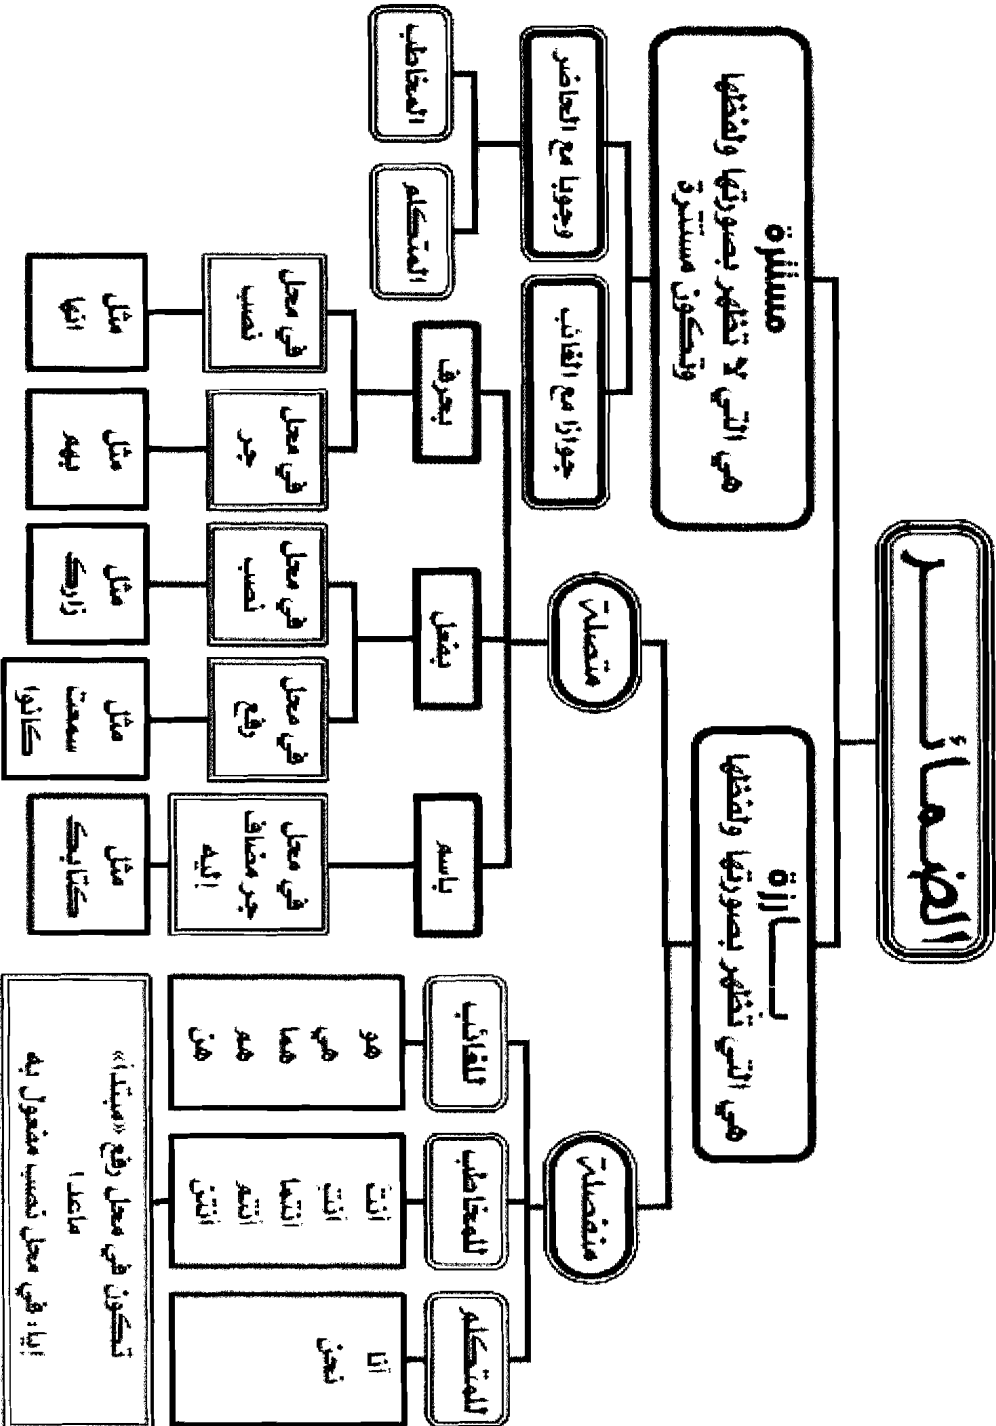 الضمائر
بارزة
هي التي تظهر بصورتها ولفظها
مستترة
هي التي لا تظهر بصورتها ولفظها
وتكون مستترة
منفصلة
متصلة
وجوبا مع الحاضر
جوازا مع الغائب
المتكلم
المخاطب
للمتكلم
للمخاطب
للغائب
أنا
نحن
أنتَ
أنتِ
أنتما
أنتم
أنتن
هو
هي
هما
هم
هن
تكون في محل رفع «مبتدأ»
ماعدا
إيا: في محل نصب مفعول به
باسم
بفعل
بحرف
في محل
جر مضاف
إليه
في محل
رفع
في محل
نصب
في محل
جر
في محل
نصب
مثل
كتابك
مثل
سمعت
كانوا
مثل
زارك
مثل
بهم
مثل
انها